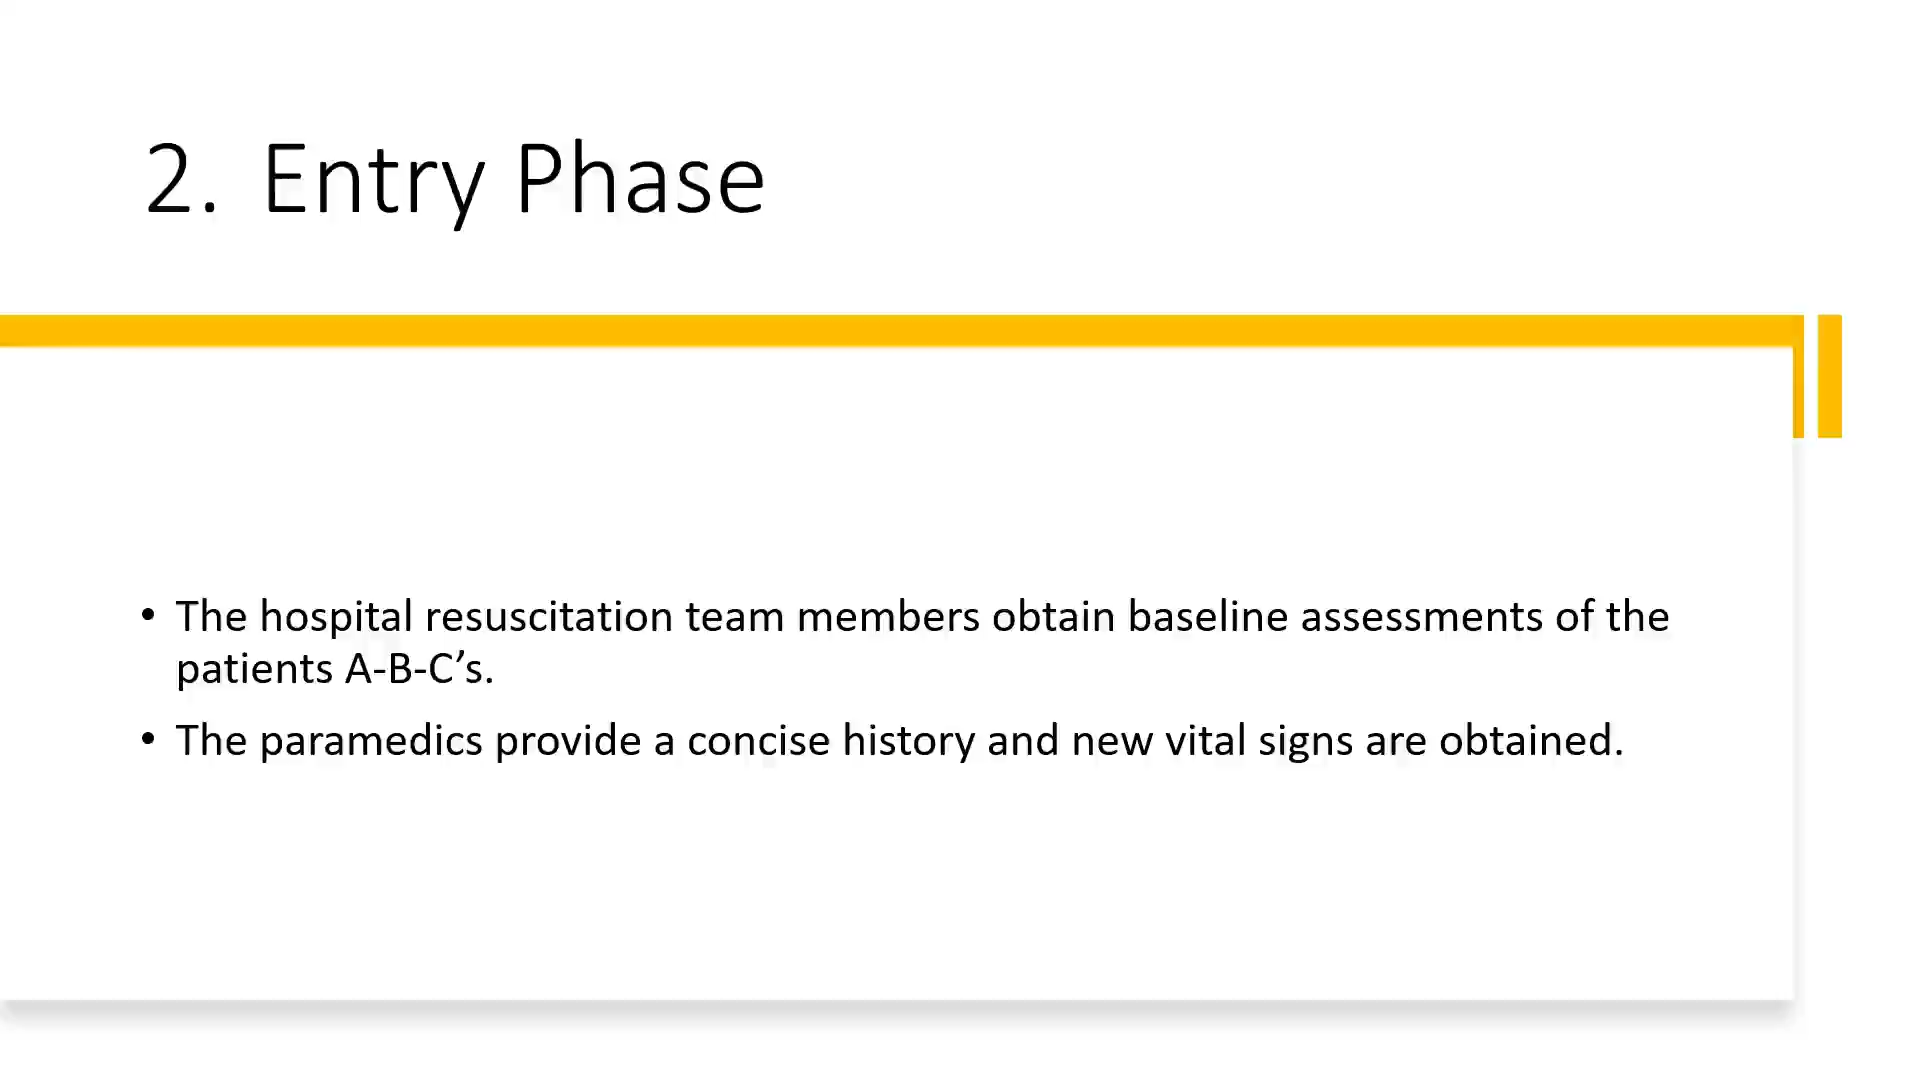 2. Entry Phase
• The hospital resuscitation team members obtain baseline assessments of the
patients A-B-C’s.
• The paramedics provide a concise history and new vital signs are obtained.